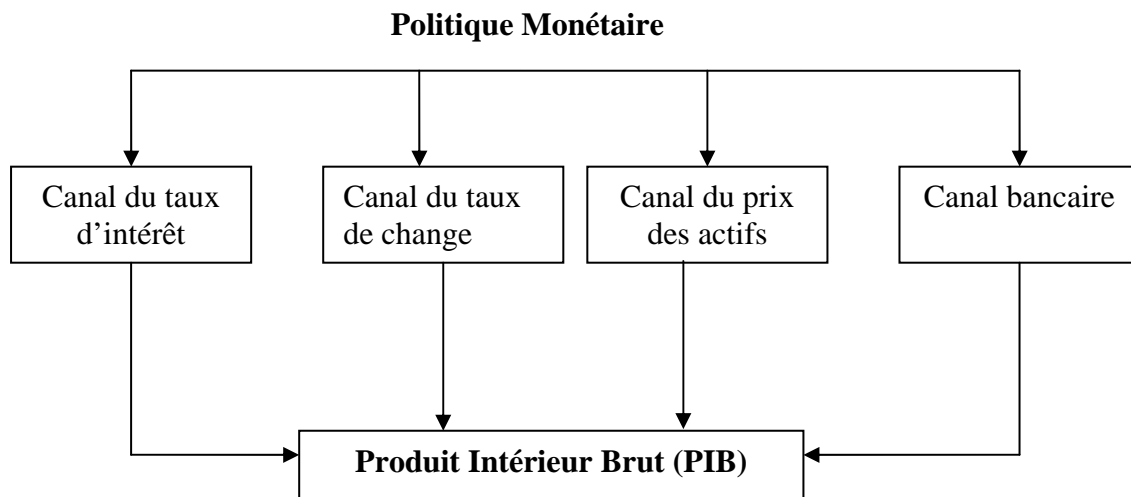 Politique Monétaire
Canal du taux
d’intérêt
Canal du taux
de change
Canal du prix
des actifs
Canal bancaire
Produit Intérieur Brut (PIB)